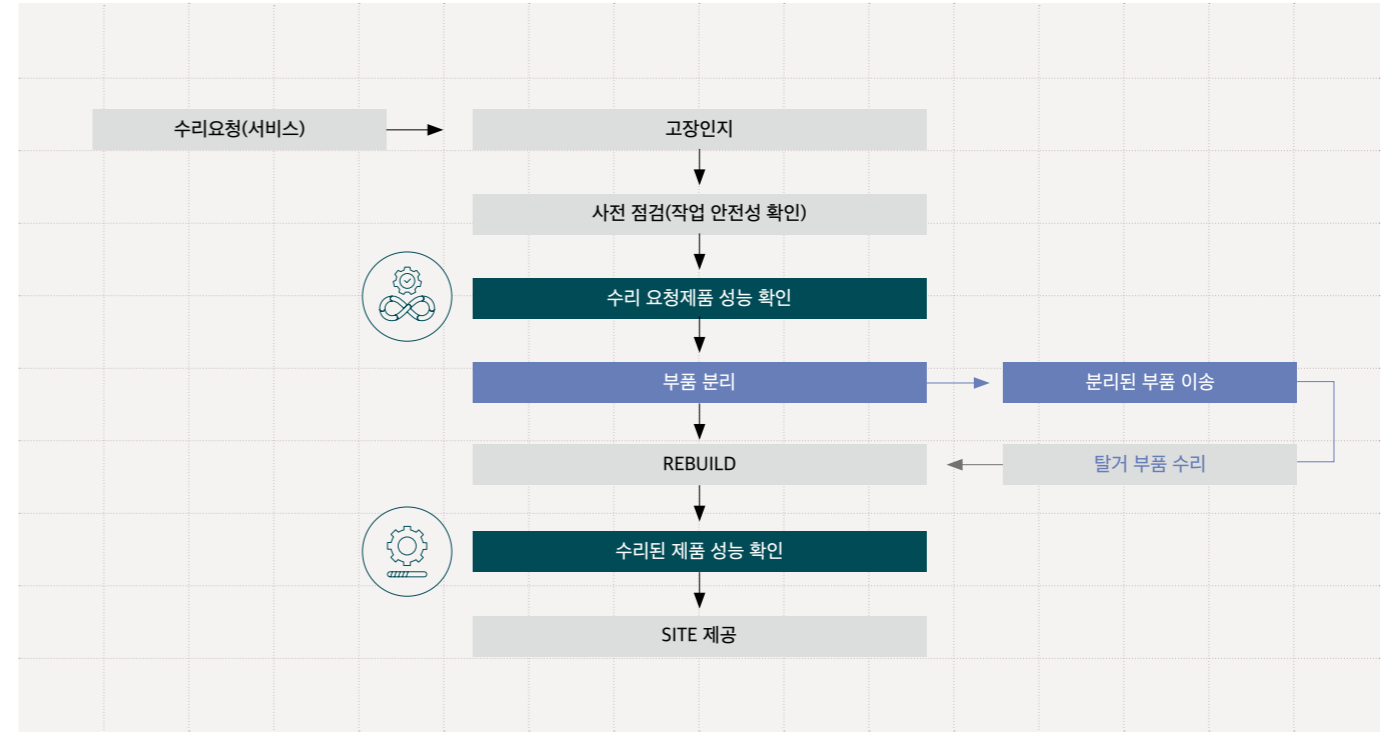 수리요청(서비스)
고장인지
사전 점검(작업 안전성 확인)
수리 요청제품 성능 확인
부품 분리
분리된 부품 이송
REBUILD
탈거 부품 수리
수리된 제품 성능 확인
SITE 제공